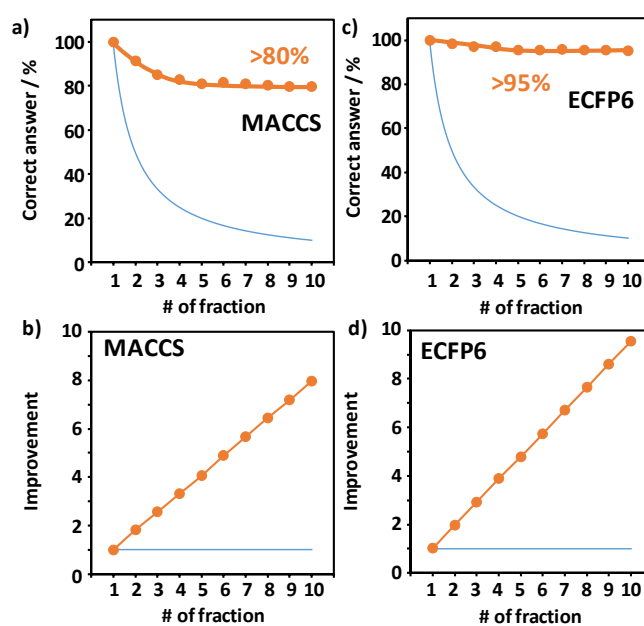 a)
100
80
60
40
20
0
Correct answer / %
>80%
MACCS
1 2 3 4 5 6 7 8 9 10
# of fraction
c)
100
80
60
40
20
0
Correct answer / %
>95%
ECFP6
1 2 3 4 5 6 7 8 9 10
# of fraction
b)
10
8
6
4
2
0
Improvement
MACCS
1 2 3 4 5 6 7 8 9 10
# of fraction
d)
10
8
6
4
2
0
Improvement
ECFP6
1 2 3 4 5 6 7 8 9 10
# of fraction